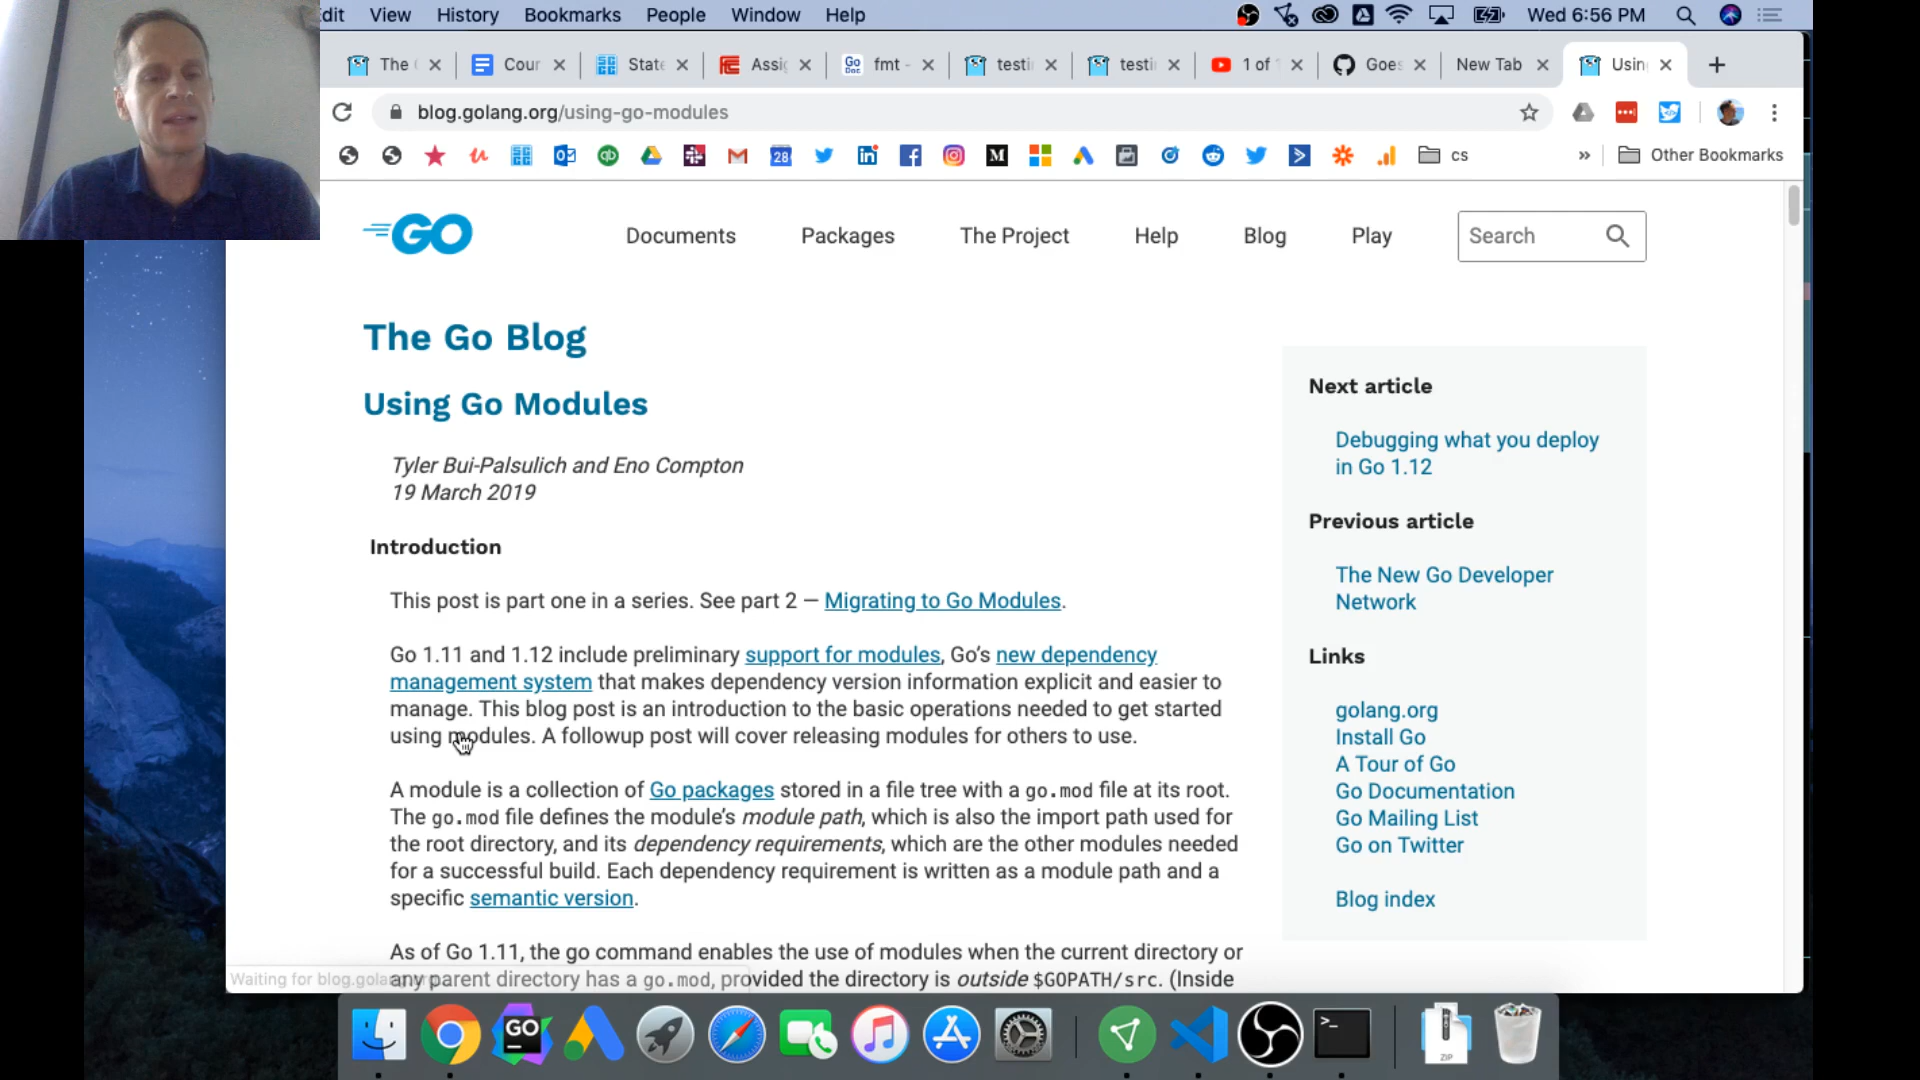 dit View History Bookmarks People Window Help Wed 6:56 PM
The Cour State Assig Go Doc fmt - testi testi 1 of Goes New Tab Usin
blog.golang.org/using-go-modules
28 M cs » Other Bookmarks
GO Documents Packages The Project Help Blog Play Search
The Go Blog
Using Go Modules
Tyler Bui-Palsulich and Eno Compton
19 March 2019
Introduction
This post is part one in a series. See part 2 — Migrating to Go Modules.
Go 1.11 and 1.12 include preliminary support for modules, Go’s new dependency
management system that makes dependency version information explicit and easier to
manage. This blog post is an introduction to the basic operations needed to get started
using modules. A followup post will cover releasing modules for others to use.
A module is a collection of Go packages stored in a file tree with a go.mod file at its root.
The go.mod file defines the module’s module path, which is also the import path used for
the root directory, and its dependency requirements, which are the other modules needed
for a successful build. Each dependency requirement is written as a module path and a
specific semantic version.
As of Go 1.11, the go command enables the use of modules when the current directory or
any parent directory has a go.mod, provided the directory is outside $GOPATH/src. (Inside
Next article
Debugging what you deploy
in Go 1.12
Previous article
The New Go Developer
Network
Links
golang.org
Install Go
A Tour of Go
Go Documentation
Go Mailing List
Go on Twitter
Blog index
Waiting for blog.golang.org
GO
ZIP